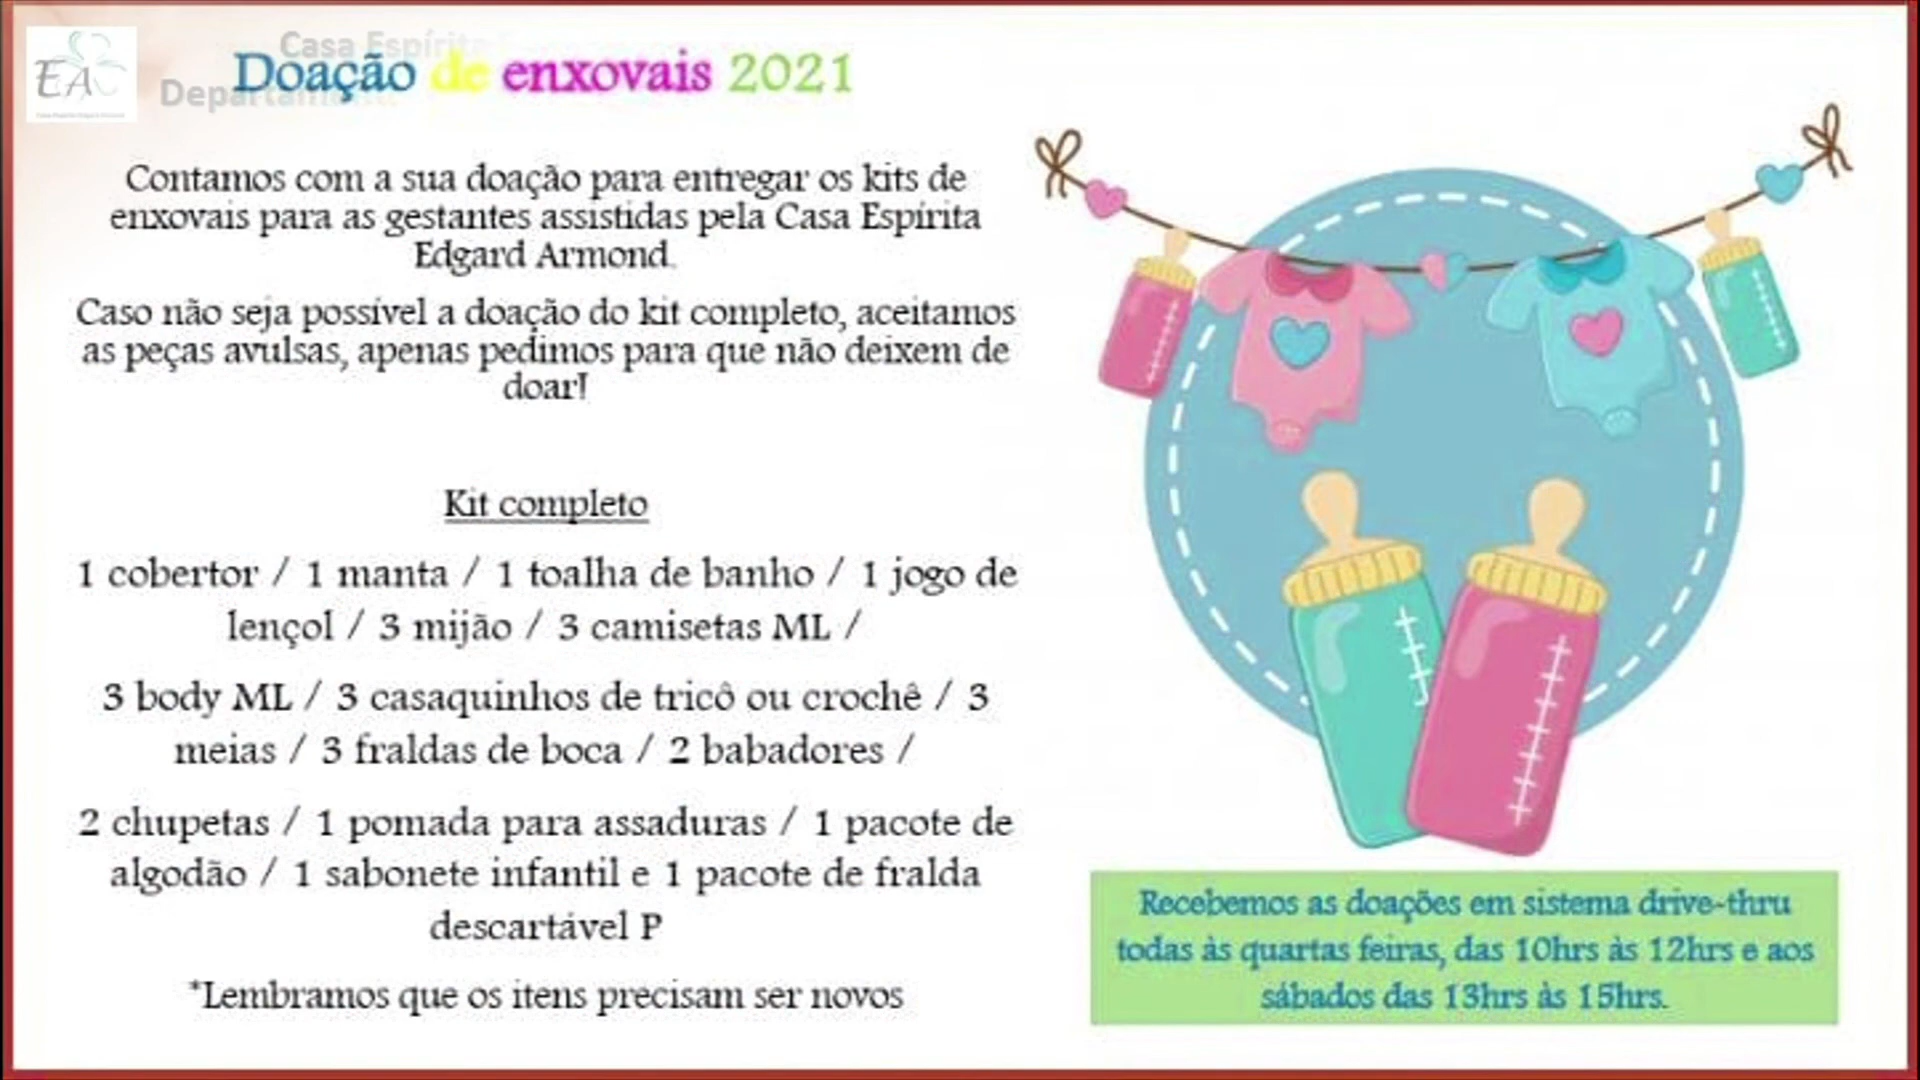 Casa Espírita
Doação de enxovais 2021
EAC
Departamento
Contamos com a sua doação para entregar os kits de
enxovais para as gestantes assistidas pela Casa Espírita
Edgard Armond.
Caso não seja possível a doação do kit completo, aceitamos
as peças avulsas, apenas pedimos para que não deixem de
doar!
Kit completo
1 cobertor / 1 manta / 1 toalha de banho / 1 jogo de
lençol / 3 mijão / 3 camisetas ML /
3 body ML / 3 casaquinhos de tricô ou crochê / 3
meias / 3 fraldas de boca / 2 babadores /
2 chupetas / 1 pomada para assaduras / 1 pacote de
algodão / 1 sabonete infantil e 1 pacote de fralda
descartável P
*Lembramos que os itens precisam ser novos
Recebemos as doações em sistema drive-thru
todas às quartas feiras, das 10hrs às 12hrs e aos
sábados das 13hrs às 15hrs.